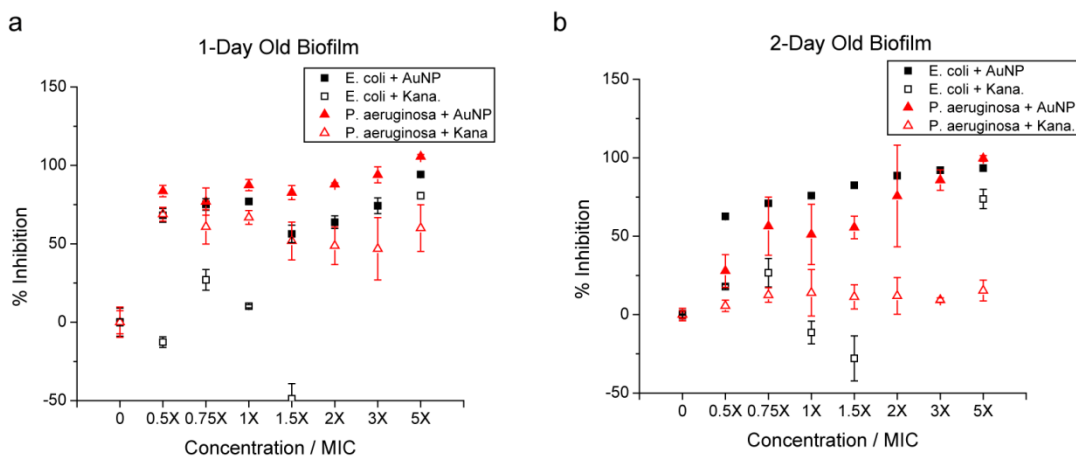 a
1-Day Old Biofilm
E. coli + AuNP
E. coli + Kana.
P. aeruginosa + AuNP
P. aeruginosa + Kana
% Inhibition
150
100
50
0
-50
0 0.5X 0.75X 1X 1.5X 2X 3X 5X
Concentration / MIC
b
2-Day Old Biofilm
E. coli + AuNP
E. coli + Kana.
P. aeruginosa + AuNP
P. aeruginosa + Kana.
% Inhibition
150
100
50
0
-50
0 0.5X 0.75X 1X 1.5X 2X 3X 5X
Concentration / MIC